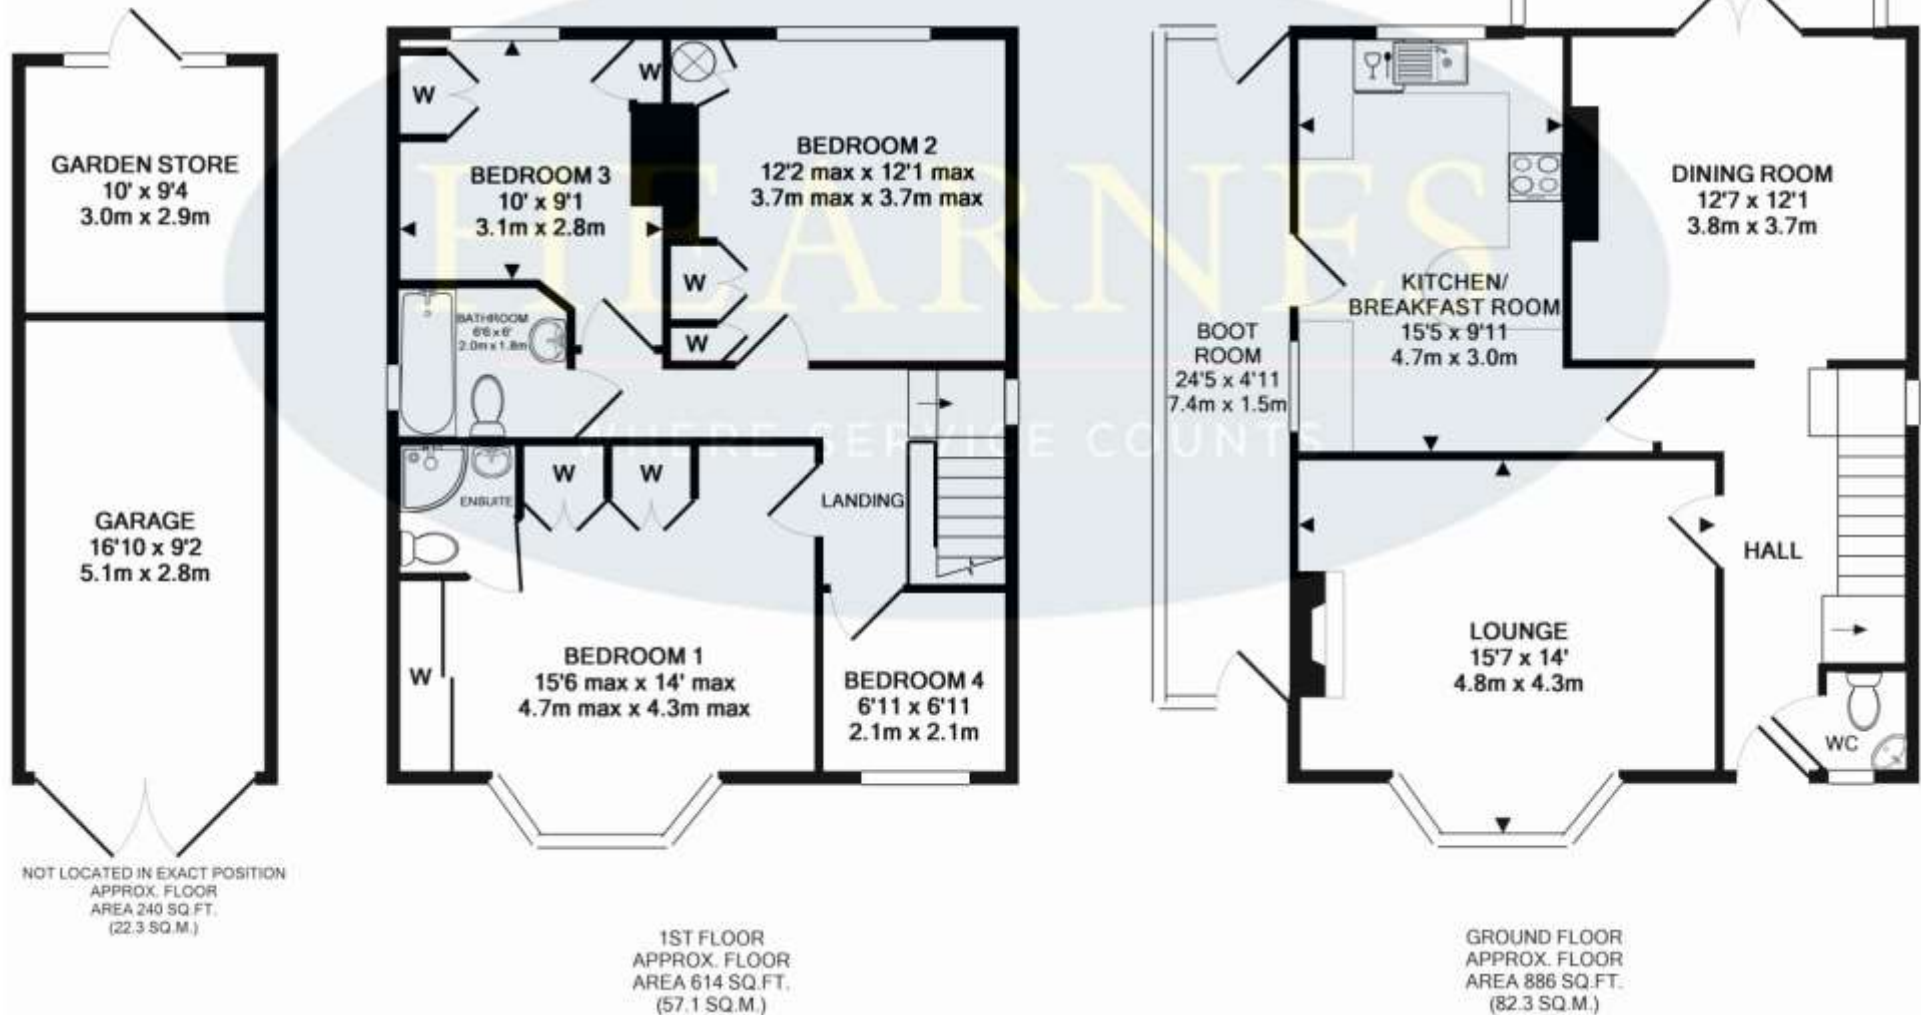 GARDEN STORE
10' x 9'4
3.0m x 2.9m
GARAGE
16'10 x 9'2
5.1m x 2.8m
NOT LOCATED IN EXACT POSITION
APPROX. FLOOR
AREA 240 SQ.FT.
(22.3 SQ.M.)
W
W
BEDROOM 3
10' x 9'1
3.1m x 2.8m
BEDROOM 2
12'2 max x 12'1 max
3.7m max x 3.7m max
W
W
BATHROOM
6'6 x 6'
2.0m x 1.8m
ENSUITE
W
W
LANDING
W
BEDROOM 1
15'6 max x 14' max
4.7m max x 4.3m max
BEDROOM 4
6'11 x 6'11
2.1m x 2.1m
1ST FLOOR
APPROX. FLOOR
AREA 614 SQ.FT.
(57.1 SQ.M.)
BOOT
ROOM
24'5 x 4'11
7.4m x 1.5m
KITCHEN/
BREAKFAST ROOM
15'5 x 9'11
4.7m x 3.0m
DINING ROOM
12'7 x 12'1
3.8m x 3.7m
HALL
LOUNGE
15'7 x 14'
4.8m x 4.3m
WC
GROUND FLOOR
APPROX. FLOOR
AREA 886 SQ.FT.
(82.3 SQ.M.)
HEARNES
WHERE SERVICE COUNTS